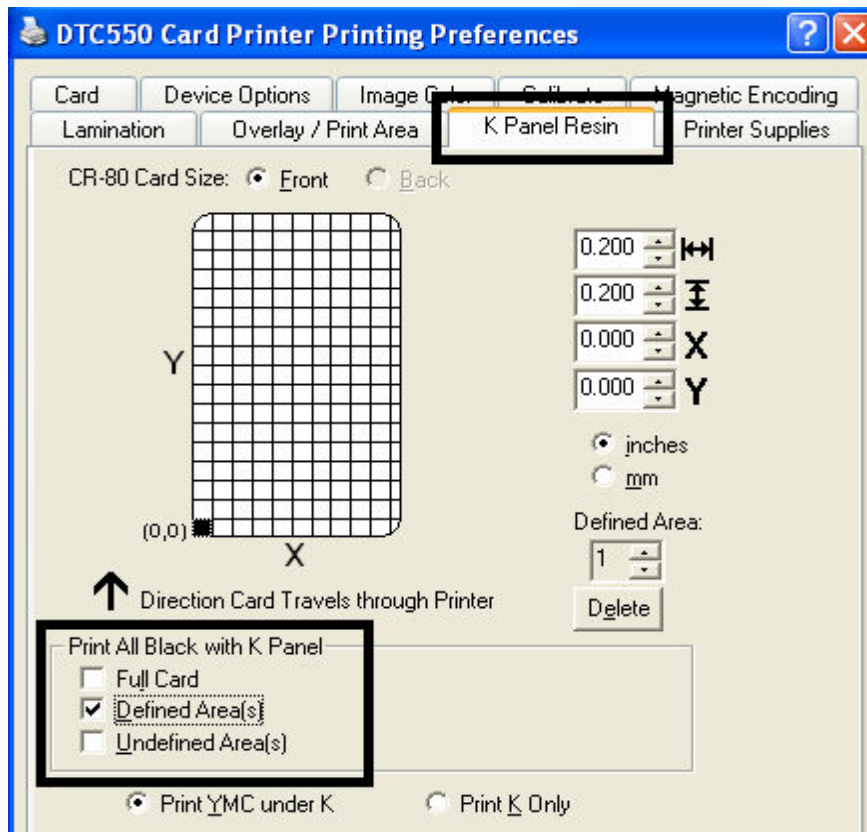 DTC550 Card Printer Printing Preferences
Card Device Options Image Color Calibrate Magnetic Encoding
Lamination Overlay / Print Area K Panel Resin Printer Supplies
CR-80 Card Size: Front Back
0.200
0.200
0.000 X
0.000 Y
Y
inches
mm
(0,0)
X
Defined Area:
1
Direction Card Travels through Printer
Delete
Print All Black with K Panel
Full Card
Defined Area(s)
Undefined Area(s)
Print YMC under K Print K Only